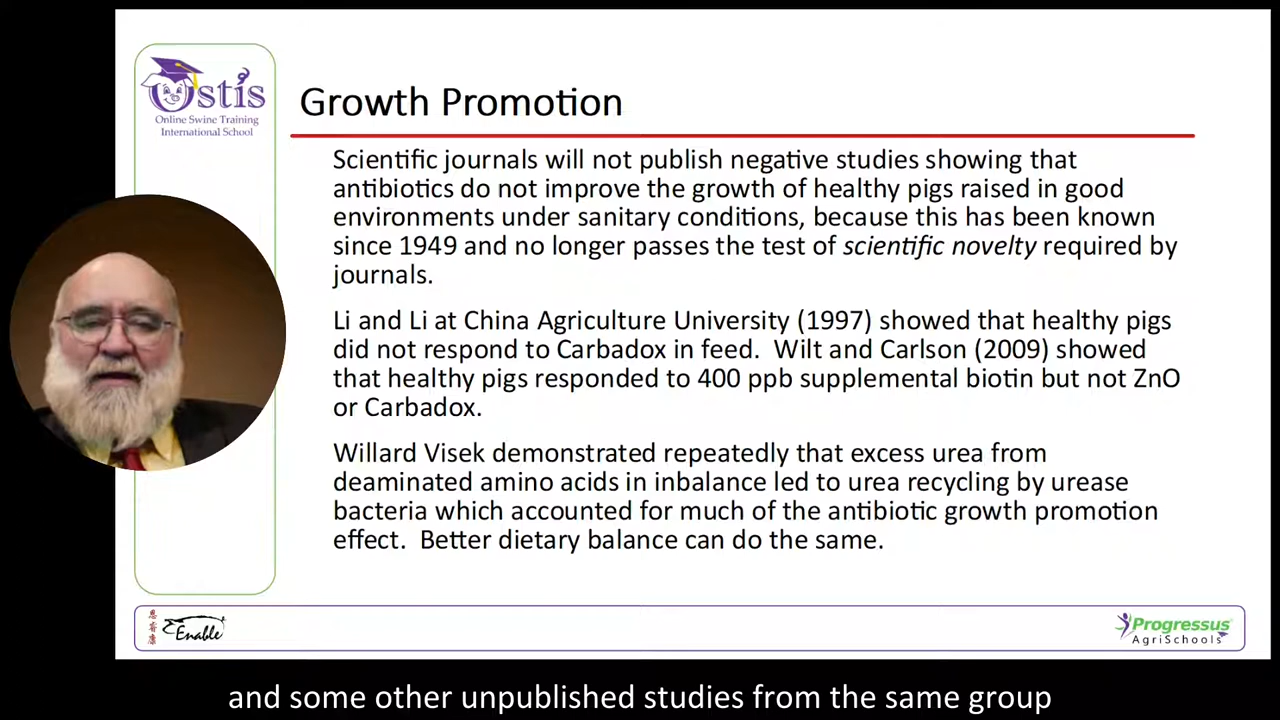 Ostis
Online Swine Training
International School
Growth Promotion
Scientific journals will not publish negative studies showing that
antibiotics do not improve the growth of healthy pigs raised in good
environments under sanitary conditions, because this has been known
since 1949 and no longer passes the test of scientific novelty required by
journals.
Li and Li at China Agriculture University (1997) showed that healthy pigs
did not respond to Carbadox in feed.  Wilt and Carlson (2009) showed
that healthy pigs responded to 400 ppb supplemental biotin but not ZnO
or Carbadox.
Willard Visek demonstrated repeatedly that excess urea from
deaminated amino acids in inbalance led to urea recycling by urease
bacteria which accounted for much of the antibiotic growth promotion
effect.  Better dietary balance can do the same.
恩睿康
Enable
Progressus
AgriSchools
and some other unpublished studies from the same group